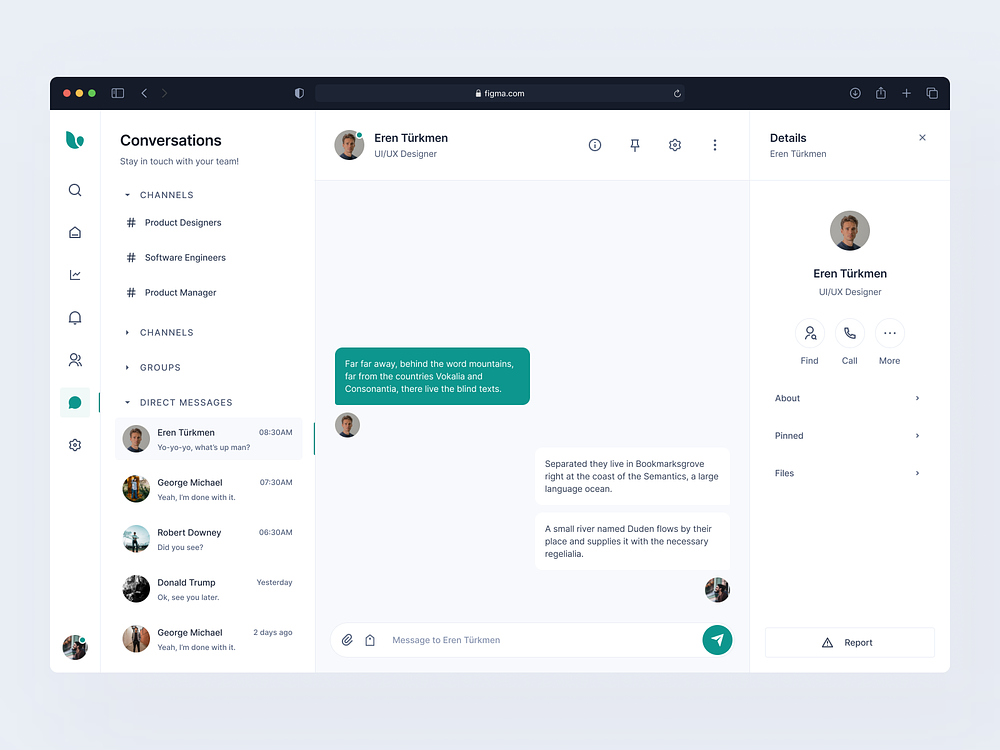 figma.com
Conversations
Stay in touch with your team!
CHANNELS
# Product Designers
# Software Engineers
# Product Manager
CHANNELS
GROUPS
DIRECT MESSAGES
Eren Türkmen 08:30AM
Yo-yo-yo, what's up man?
George Michael 07:30AM
Yeah, I'm done with it.
Robert Downey 06:30AM
Did you see?
Donald Trump Yesterday
Ok, see you later.
George Michael 2 days ago
Yeah, I'm done with it.
Eren Türkmen
UI/UX Designer
Far far away, behind the word mountains,
far from the countries Vokalia and
Consonantia, there live the blind texts.
Separated they live in Bookmarksgrove
right at the coast of the Semantics, a large
language ocean.
A small river named Duden flows by their
place and supplies it with the necessary
regelialia.
Message to Eren Türkmen
Details
Eren Türkmen
Eren Türkmen
UI/UX Designer
Find Call More
About
Pinned
Files
Report